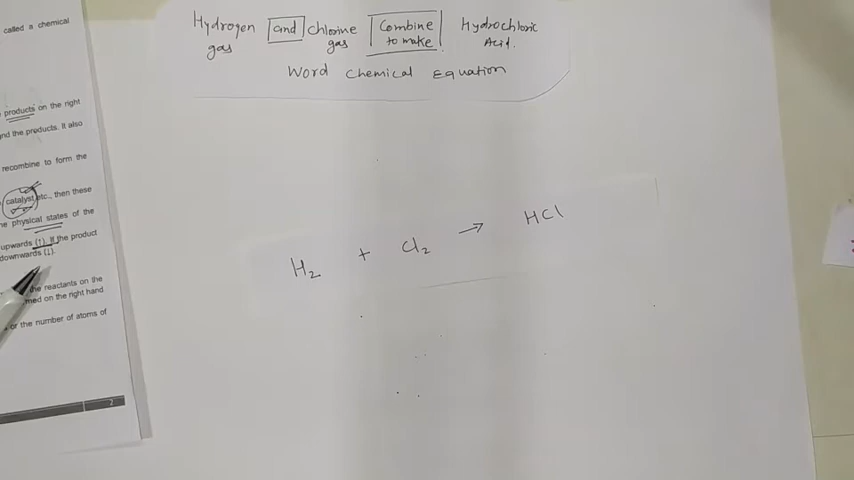 called a chemical
products on the right
nd the products. It also
recombine to form the
catalyst etc., then these
e physical states of the
upwards (↑). If the product
downwards (↓).
the reactants on the
med on the right hand
or the number of atoms of
Hydrogen and chlorine Combine Hydrochloric
gas gas to make Acid.
Word Chemical Equation
H₂ + Cl₂ → HCl